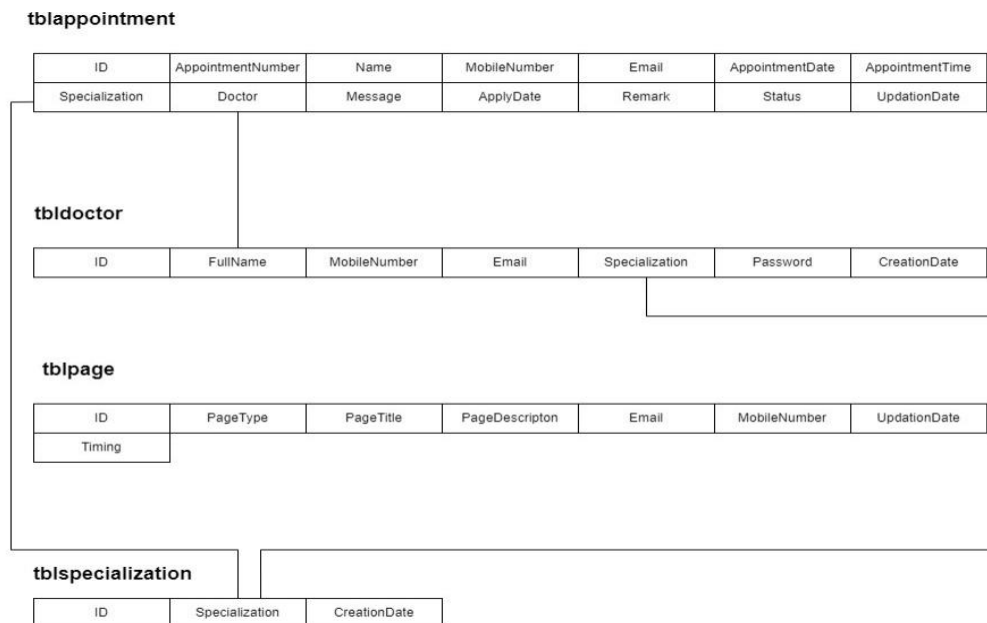 tblappointment
ID AppointmentNumber Name MobileNumber Email AppointmentDate AppointmentTime
Specialization Doctor Message ApplyDate Remark Status UpdationDate
tbldoctor
ID FullName MobileNumber Email Specialization Password CreationDate
tblpage
ID PageType PageTitle PageDescripton Email MobileNumber UpdationDate
Timing
tblspecialization
ID Specialization CreationDate